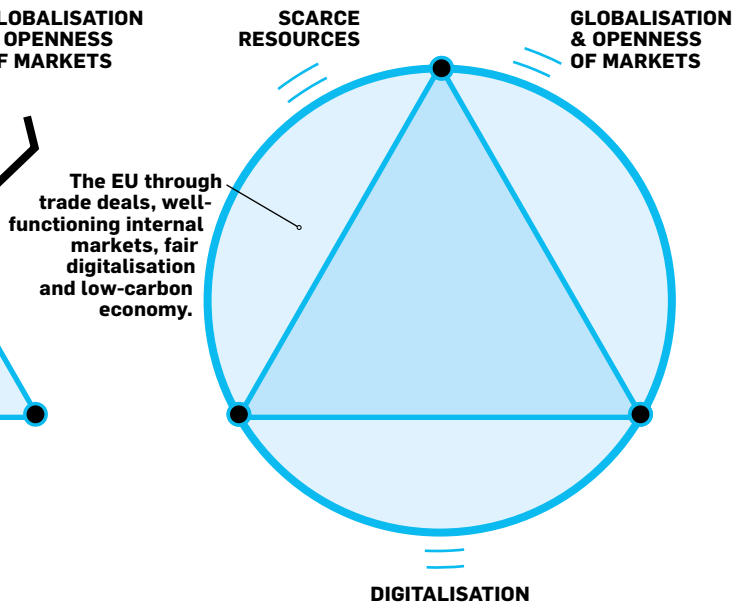 LOBALISATION
OPENNESS
F MARKETS
SCARCE
RESOURCES
GLOBALISATION
& OPENNESS
OF MARKETS
The EU through
trade deals, well-
functioning internal
markets, fair
digitalisation
and low-carbon
economy.
DIGITALISATION